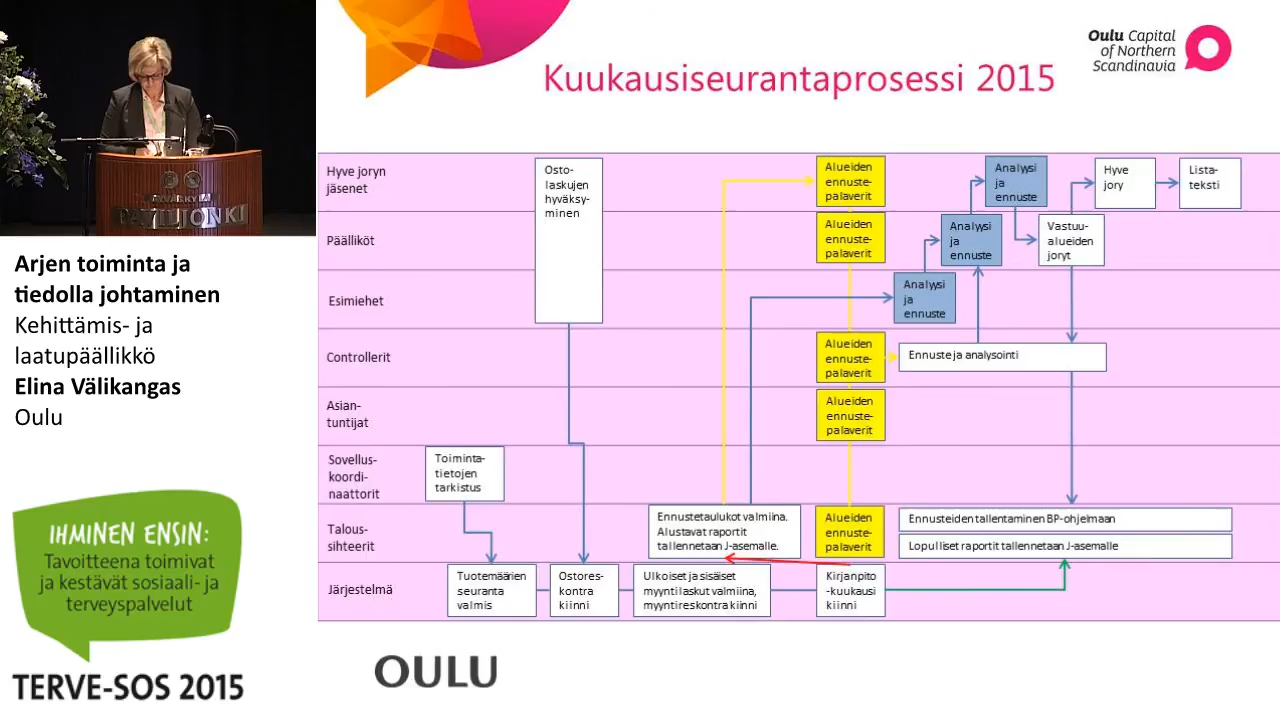 Kuukausiseurantaprosessi 2015
Oulu Capital
of Northern
Scandinavia
PAVILJONKI
Arjen toiminta ja
tiedolla johtaminen
Kehittämis- ja
laatupäällikkö
Elina Välikangas
Oulu
IHMINEN ENSIN:
Tavoitteena toimivat
ja kestävät sosiaali- ja
terveyspalvelut
TERVE-SOS 2015
Hyve joryn
jäsenet
Osto-
laskujen
hyväksy-
minen
Alueiden
ennuste-
palaverit
Analyysi
ja
ennuste
Hyve
jory
Lista-
teksti
Päälliköt
Alueiden
ennuste-
palaverit
Analyysi
ja
ennuste
Vastuu-
alueiden
joryt
Esimiehet
Analyysi
ja
ennuste
Controllerit
Alueiden
ennuste-
palaverit
Ennuste ja analysointi
Asian-
tuntijat
Alueiden
ennuste-
palaverit
Sovellus-
koordi-
naattorit
Toiminta-
tietojen
tarkistus
Talous-
sihteerit
Ennustetaulukot valmiina.
Alustavat raportit
tallennetaan J-asemalle.
Alueiden
ennuste-
palaverit
Ennusteiden tallentaminen BP-ohjelmaan
Lopulliset raportit tallennetaan J-asemalle
Järjestelmä
Tuotemäärien
seuranta
valmis
Ostores-
kontra
kiinni
Ulkoiset ja sisäiset
myyntilaskut valmiina,
myyntireskontra kiinni
Kirjanpito
-kuukausi
kiinni
OULU